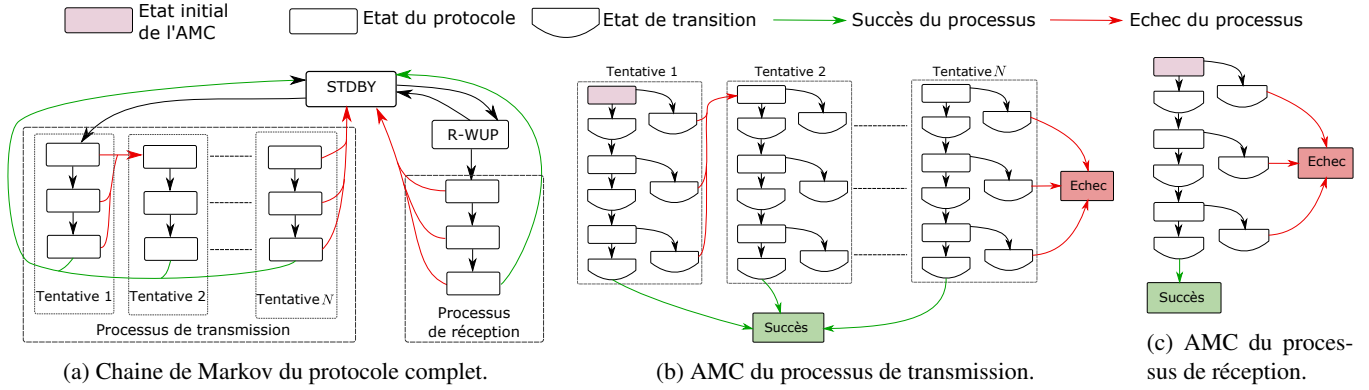 Etat initial
de l'AMC
Etat du protocole
Etat de transition
Succès du processus
Echec du processus
STDBY
R-WUP
Tentative 1
Tentative 2
Tentative N
Processus de transmission
Processus
de réception
(a) Chaine de Markov du protocole complet.
Tentative 1
Tentative 2
Tentative N
Echec
Succès
(b) AMC du processus de transmission.
Echec
Succès
(c) AMC du proces-
sus de réception.